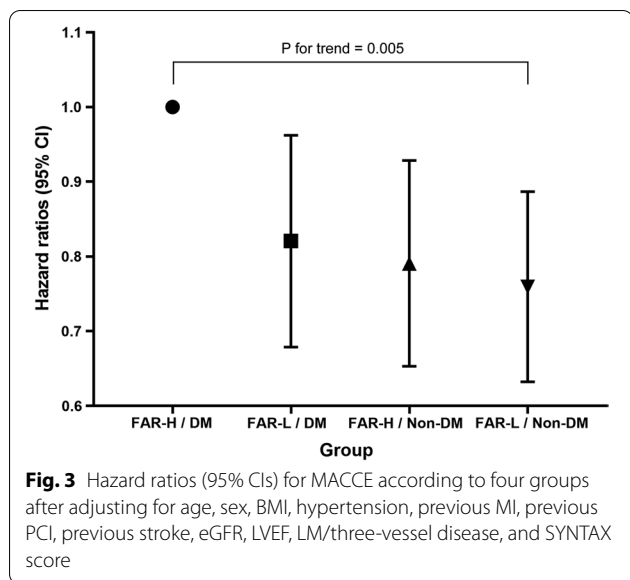 1.1
P for trend = 0.005
1.0
0.9
0.8
0.7
0.6
Hazard ratios (95% CI)
FAR-H / DM
FAR-L / DM
FAR-H / Non-DM
FAR-L / Non-DM
Group
Fig. 3 Hazard ratios (95% CIs) for MACCE according to four groups
after adjusting for age, sex, BMI, hypertension, previous MI, previous
PCI, previous stroke, eGFR, LVEF, LM/three-vessel disease, and SYNTAX
score